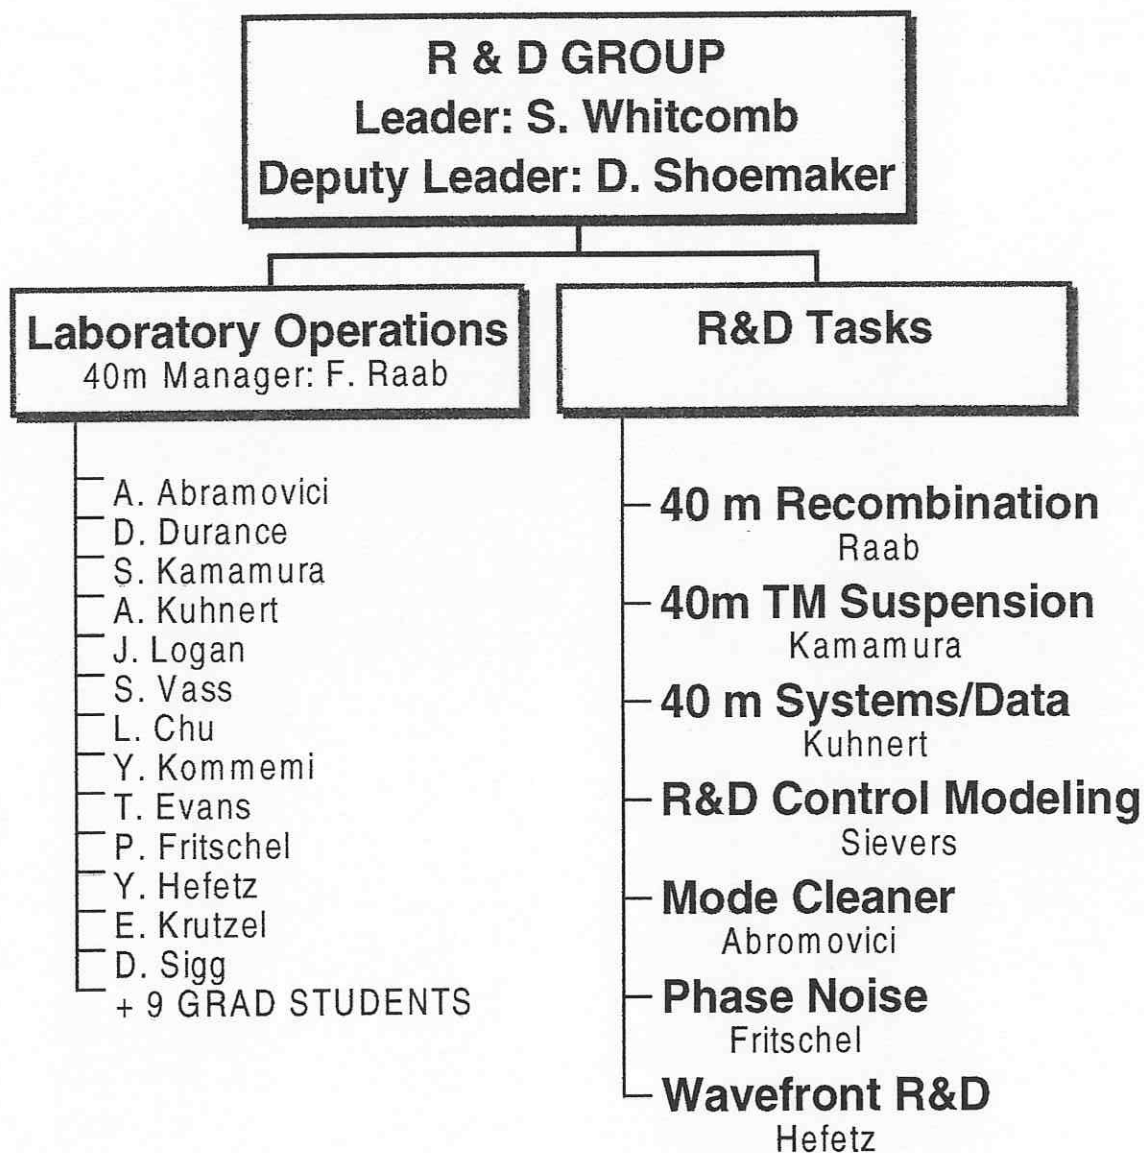 R & D GROUP
Leader: S. Whitcomb
Deputy Leader: D. Shoemaker
Laboratory Operations
40m Manager: F. Raab
A. Abramovici
D. Durance
S. Kamamura
A. Kuhnert
J. Logan
S. Vass
L. Chu
Y. Kommemi
T. Evans
P. Fritschel
Y. Hefetz
E. Krutzel
D. Sigg
+ 9 GRAD STUDENTS
R&D Tasks
40 m Recombination
Raab
40m TM Suspension
Kamamura
40 m Systems/Data
Kuhnert
R&D Control Modeling
Sievers
Mode Cleaner
Abromovici
Phase Noise
Fritschel
Wavefront R&D
Hefetz